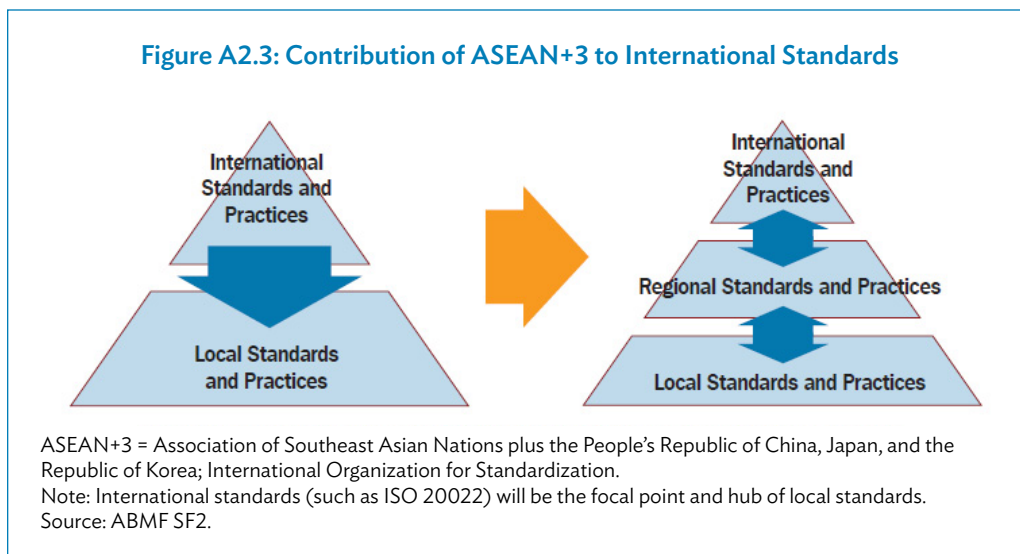 Figure A2.3: Contribution of ASEAN+3 to International Standards
International
Standards and
Practices
Local Standards
and Practices
International
Standards and
Practices
Regional Standards and Practices
Local Standards and Practices
ASEAN+3 = Association of Southeast Asian Nations plus the People’s Republic of China, Japan, and the
Republic of Korea; International Organization for Standardization.
Note: International standards (such as ISO 20022) will be the focal point and hub of local standards.
Source: ABMF SF2.